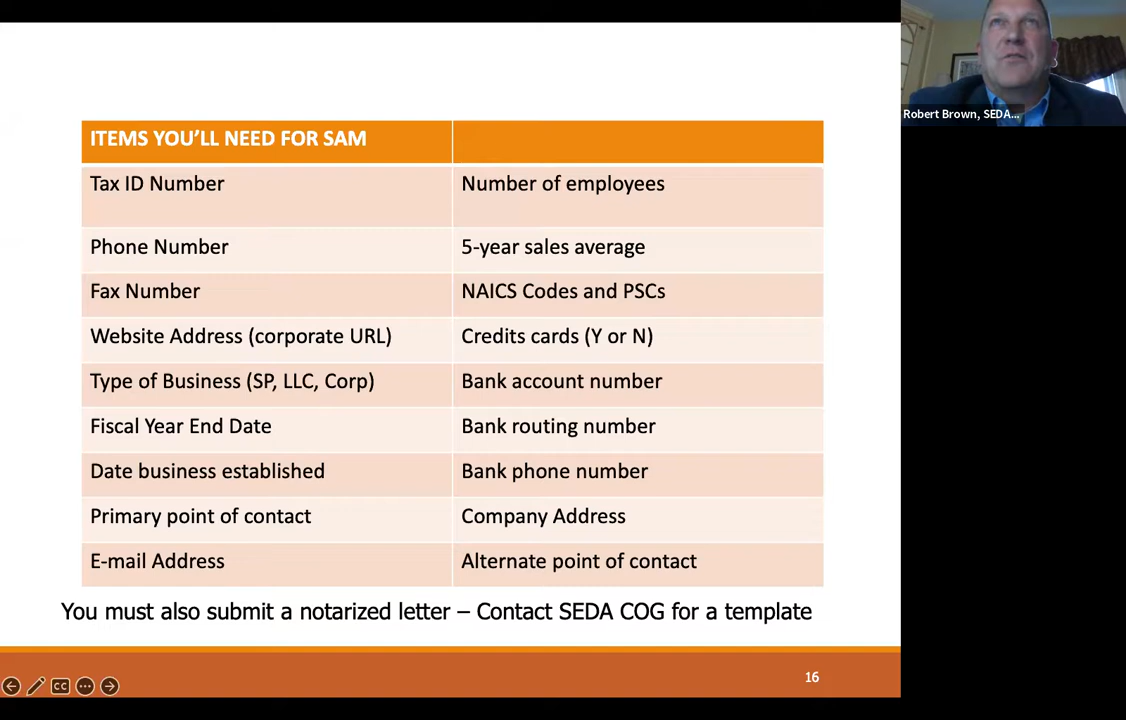 ITEMS YOU’LL NEED FOR SAM
Tax ID Number
Number of employees
Phone Number
5-year sales average
Fax Number
NAICS Codes and PSCs
Website Address (corporate URL)
Credits cards (Y or N)
Type of Business (SP, LLC, Corp)
Bank account number
Fiscal Year End Date
Bank routing number
Date business established
Bank phone number
Primary point of contact
Company Address
E-mail Address
Alternate point of contact
You must also submit a notarized letter – Contact SEDA COG for a template
16
CC
Robert Brown, SEDA...